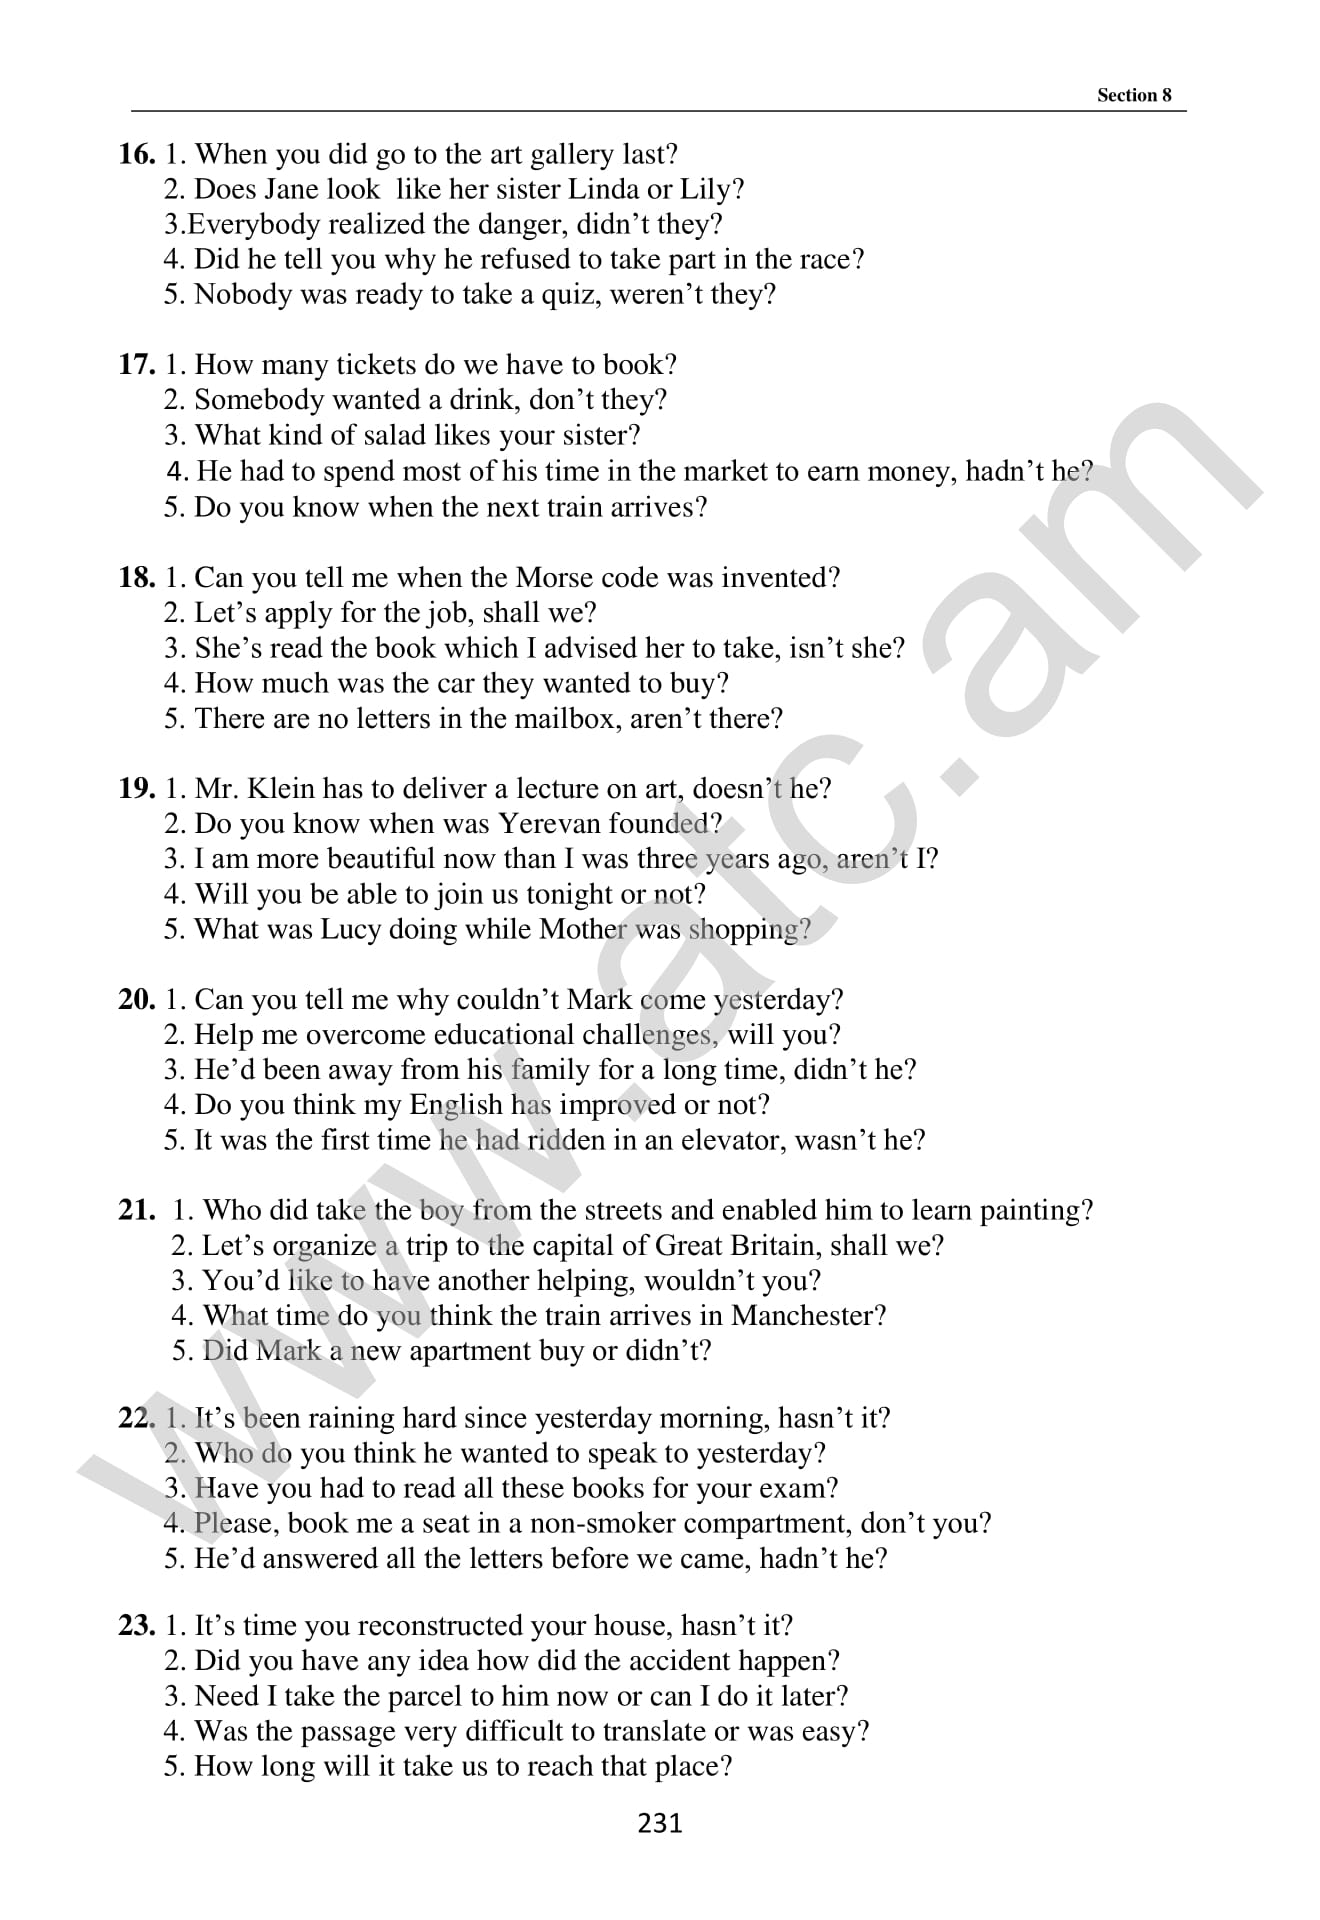 Section 8
16. 1. When you did go to the art gallery last?
2. Does Jane look  like her sister Linda or Lily?
3.Everybody realized the danger, didn’t they?
4. Did he tell you why he refused to take part in the race?
5. Nobody was ready to take a quiz, weren’t they?
17. 1. How many tickets do we have to book?
2. Somebody wanted a drink, don’t they?
3. What kind of salad likes your sister?
4. He had to spend most of his time in the market to earn money, hadn’t he?
5. Do you know when the next train arrives?
18. 1. Can you tell me when the Morse code was invented?
2. Let’s apply for the job, shall we?
3. She’s read the book which I advised her to take, isn’t she?
4. How much was the car they wanted to buy?
5. There are no letters in the mailbox, aren’t there?
19. 1. Mr. Klein has to deliver a lecture on art, doesn’t he?
2. Do you know when was Yerevan founded?
3. I am more beautiful now than I was three years ago, aren’t I?
4. Will you be able to join us tonight or not?
5. What was Lucy doing while Mother was shopping?
20. 1. Can you tell me why couldn’t Mark come yesterday?
2. Help me overcome educational challenges, will you?
3. He’d been away from his family for a long time, didn’t he?
4. Do you think my English has improved or not?
5. It was the first time he had ridden in an elevator, wasn’t he?
21.  1. Who did take the boy from the streets and enabled him to learn painting?
2. Let’s organize a trip to the capital of Great Britain, shall we?
3. You’d like to have another helping, wouldn’t you?
4. What time do you think the train arrives in Manchester?
5. Did Mark a new apartment buy or didn’t?
22. 1. It’s been raining hard since yesterday morning, hasn’t it?
2. Who do you think he wanted to speak to yesterday?
3. Have you had to read all these books for your exam?
4. Please, book me a seat in a non-smoker compartment, don’t you?
5. He’d answered all the letters before we came, hadn’t he?
23. 1. It’s time you reconstructed your house, hasn’t it?
2. Did you have any idea how did the accident happen?
3. Need I take the parcel to him now or can I do it later?
4. Was the passage very difficult to translate or was easy?
5. How long will it take us to reach that place?
231
www.atc.am